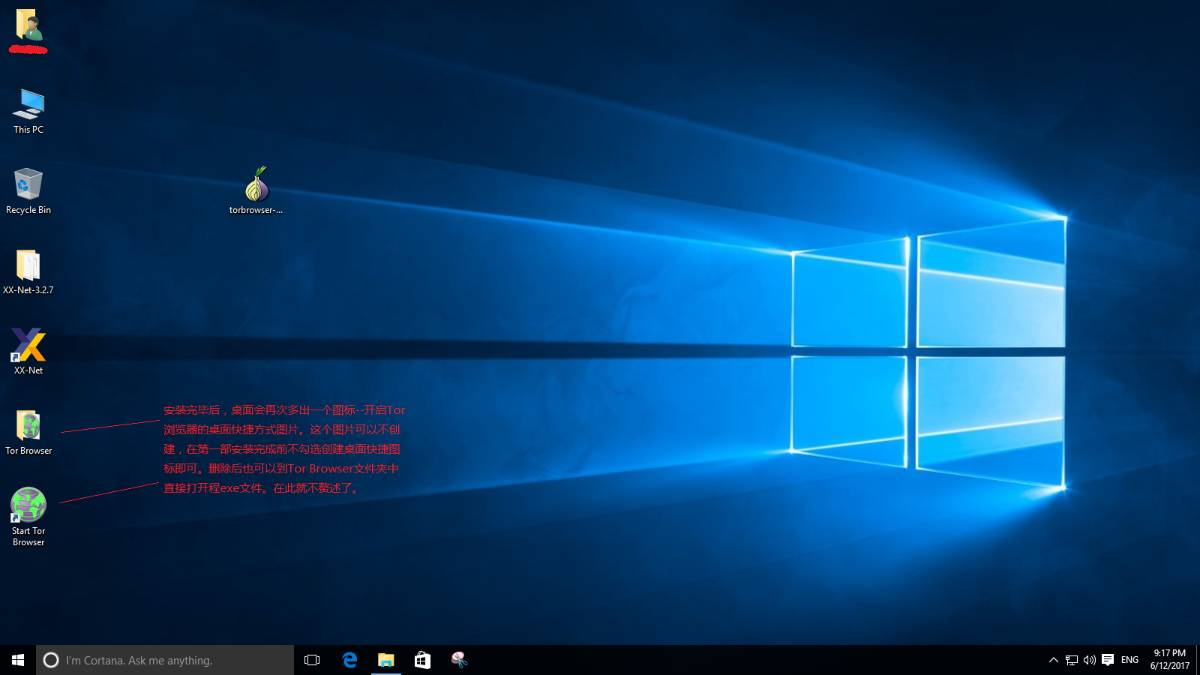 This PC
Recycle Bin
torbrowser-...
XX-Net-3.2.7
XX-Net
Tor Browser
Start Tor
Browser
安装完毕后，桌面会再次多出一个图标--开启Tor
浏览器的桌面快捷方式图片。这个图片可以不创
建，在第一部安装完成前不勾选创建桌面快捷图
标即可。删除后也可以到Tor Browser文件夹中
直接打开程exe文件。在此就不赘述了。
I'm Cortana. Ask me anything.
ENG
9:17 PM
6/12/2017